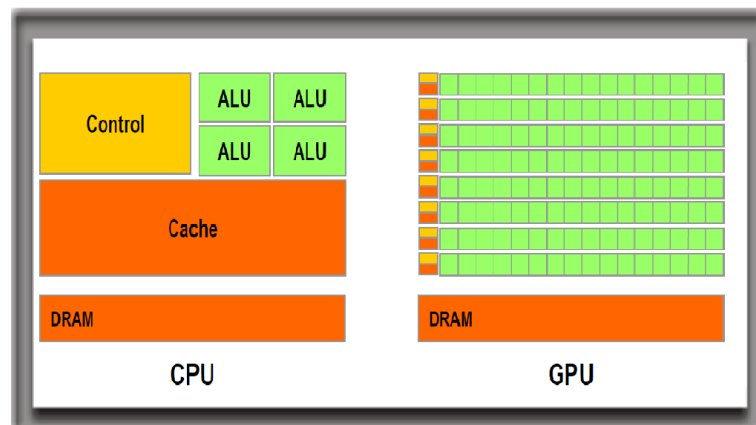 Control
ALU ALU
ALU ALU
Cache
DRAM
CPU
DRAM
GPU